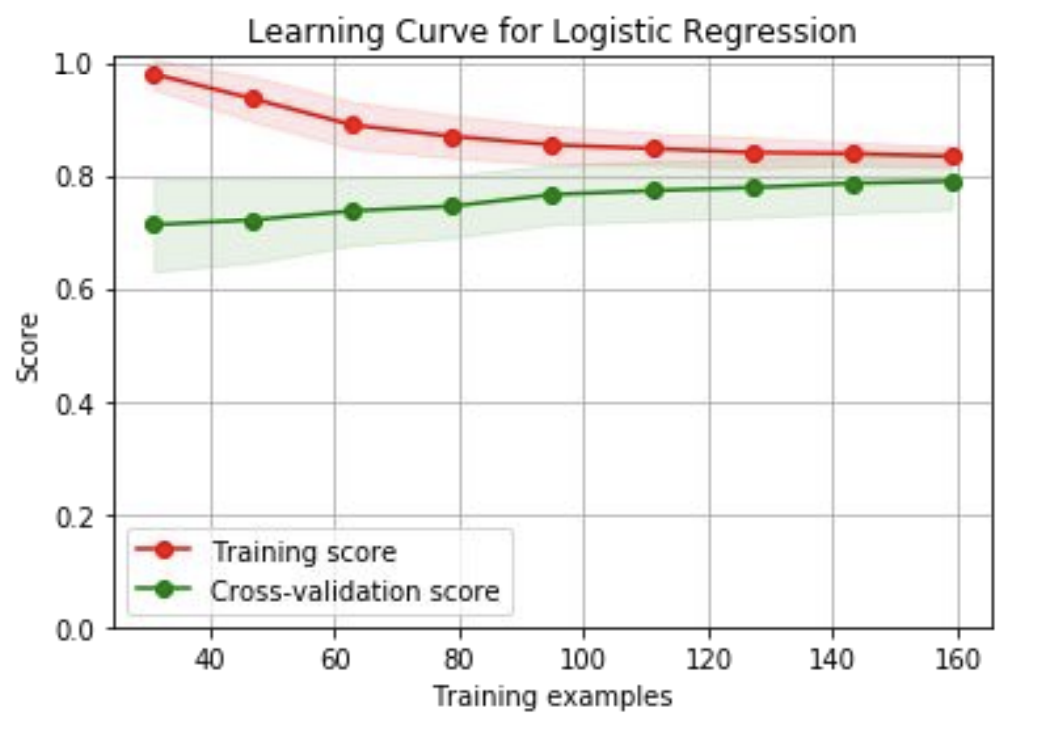 Learning Curve for Logistic Regression
1.0
0.8
0.6
0.4
0.2
0.0
Score
Training score
Cross-validation score
40 60 80 100 120 140 160
Training examples